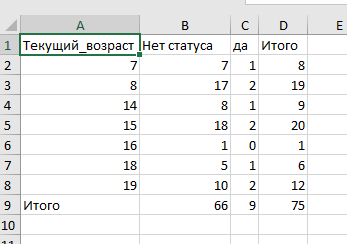 A B C D E
1 Текущий_возраст Нет статуса да Итого
2 7 7 1 8
3 8 17 2 19
4 14 8 1 9
5 15 18 2 20
6 16 1 0 1
7 18 5 1 6
8 19 10 2 12
9 Итого 66 9 75
10